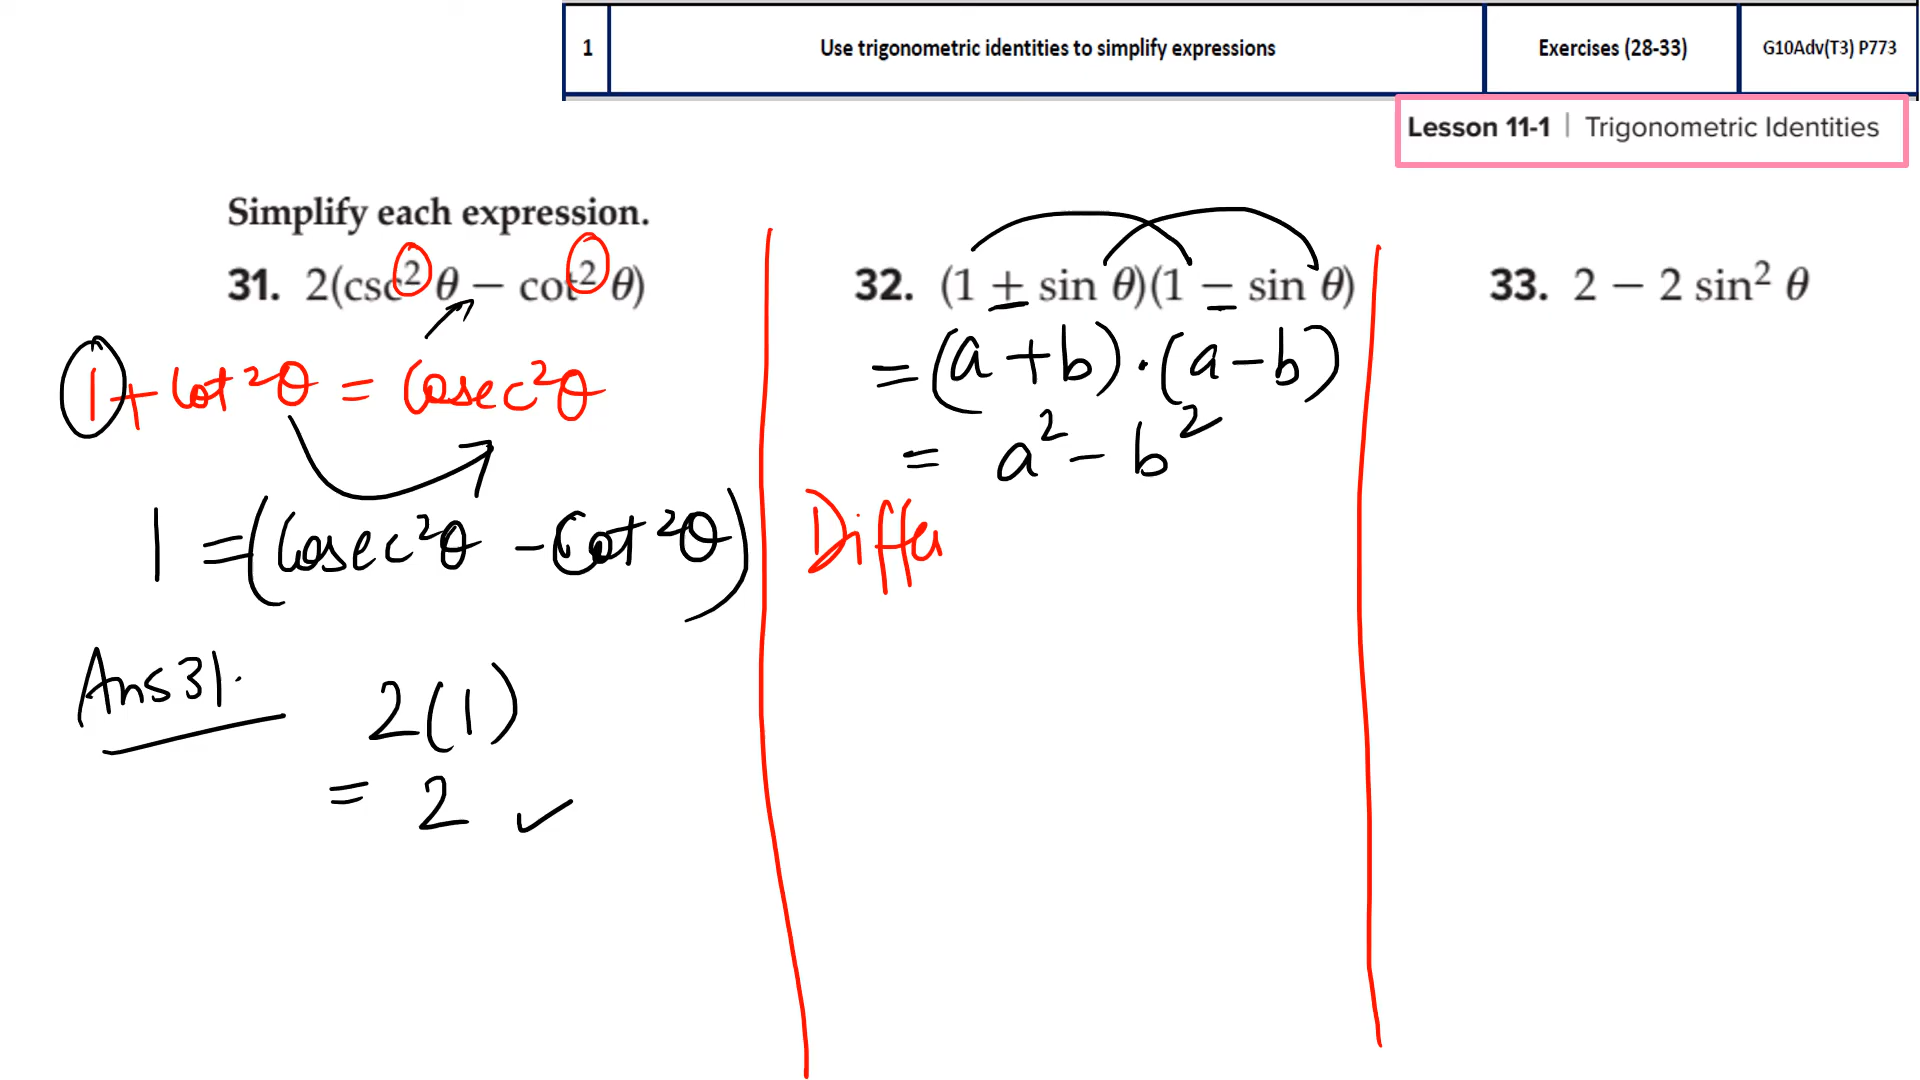 1 Use trigonometric identities to simplify expressions Exercises (28-33) G10Adv(T3) P773
Lesson 11-1 | Trigonometric Identities
Simplify each expression.
31. 2(csc² θ − cot² θ)
1 + Cot²θ = Cosec²θ
1 = (Cosec²θ − Cot²θ)
Ans 31.
2(1)
= 2 ✓
32. (1 + sin θ)(1 − sin θ)
= (a + b) · (a − b)
= a² − b²
Diffe
33. 2 − 2 sin² θ